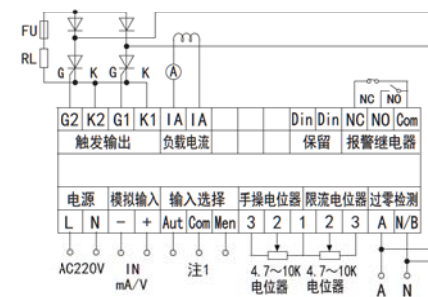 FU
RL
G K G K A
NC NO
G2 K2 G1 K1 IA IA Din Din NC NO Com
触发输出 负载电流 保留 报警继电器
电源 模拟输入 输入选择 手操电位器 限流电位器 过零检测
L N − + Aut Com Men 3 2 1 2 3 A N/B
AC220V IN 注1 4.7～10K 4.7～10K
mA/V 电位器 电位器 A N